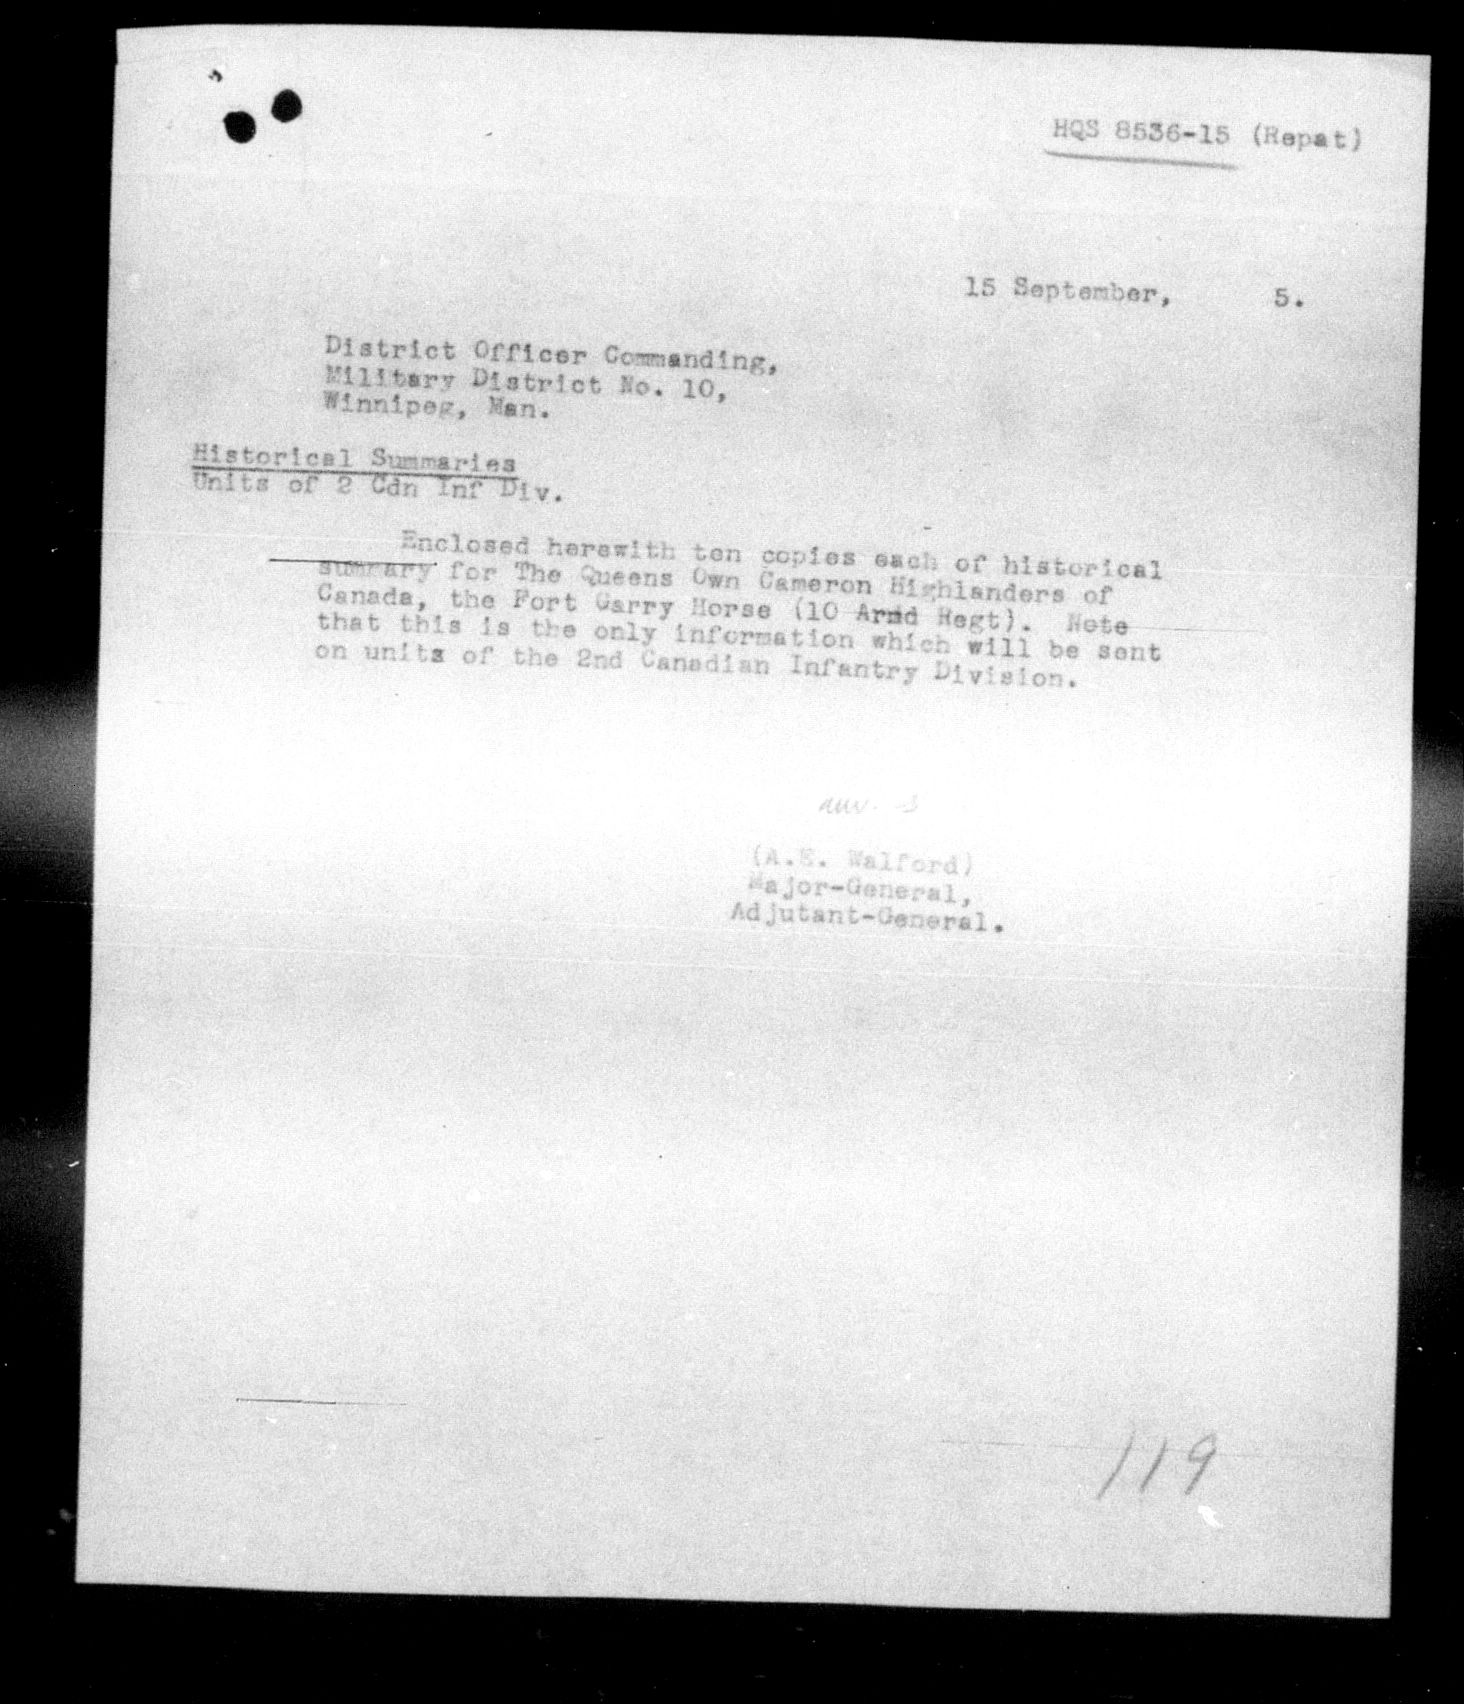 HQS 8536-15 (Repat)
15 September, 5.
District Officer Commanding,
Military District No. 10,
Winnipeg, Man.
Historical Summaries
Units of 2 Cdn Inf Div.
Enclosed herewith ten copies each of historical
summary for The Queens Own Cameron Highlanders of
Canada, the Fort Garry Horse (10 Armd Regt). Note
that this is the only information which will be sent
on units of the 2nd Canadian Infantry Division.
(A.E. Walford)
Major-General,
Adjutant-General.
119